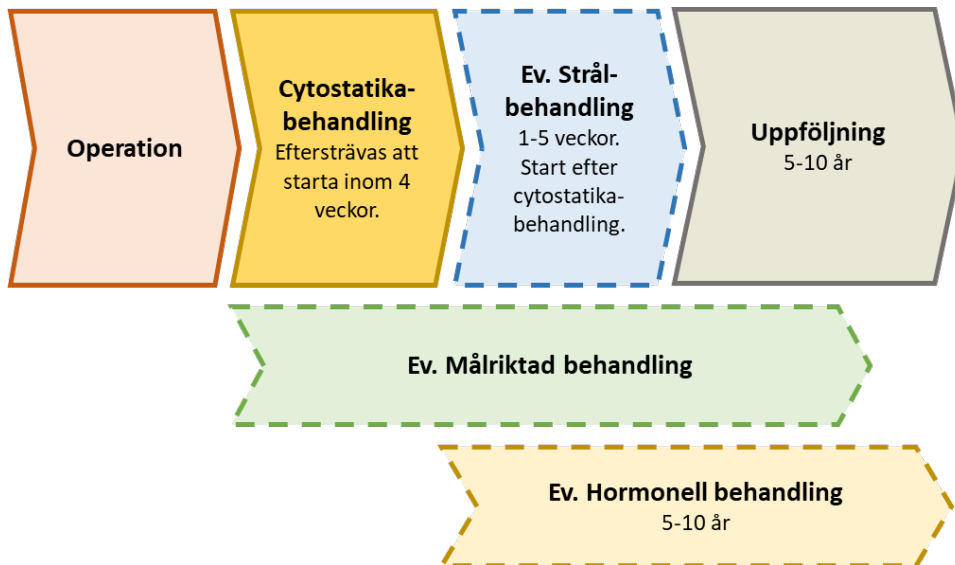 Operation
Cytostatika-
behandling
Eftersträvas att
starta inom 4
veckor.
Ev. Strål-
behandling
1-5 veckor.
Start efter
cytostatika-
behandling.
Uppföljning
5-10 år
Ev. Målriktad behandling
Ev. Hormonell behandling
5-10 år